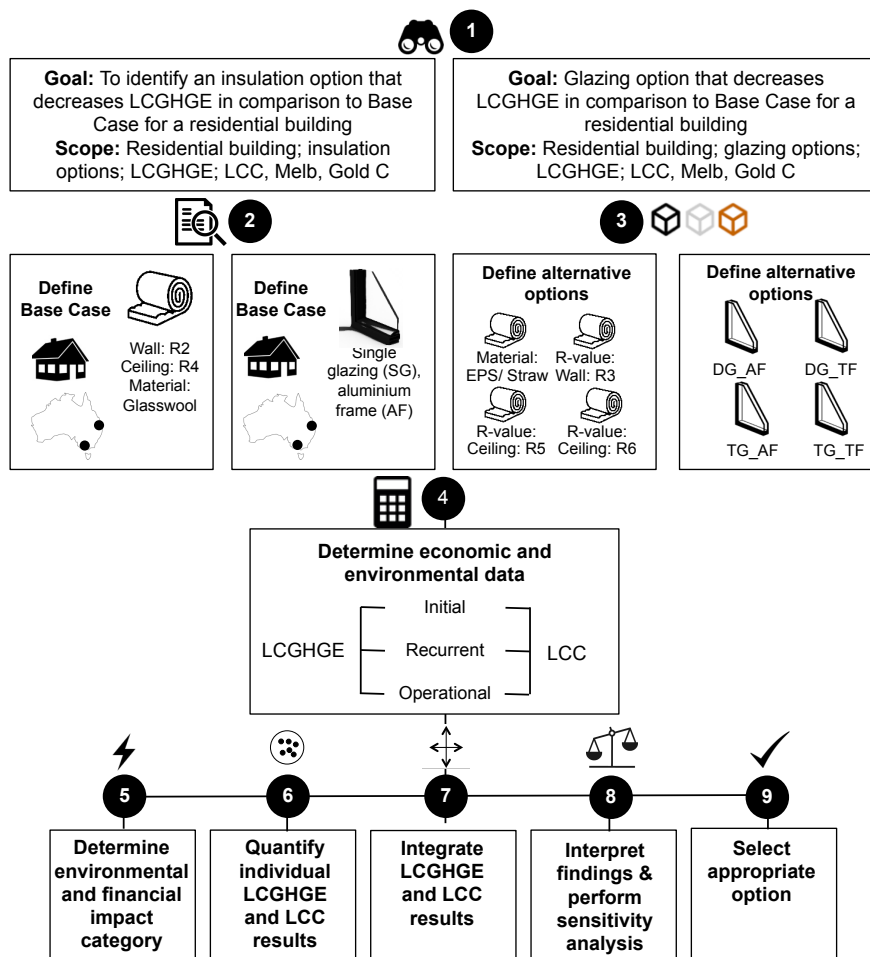 1
Goal: To identify an insulation option that
decreases LCGHGE in comparison to Base
Case for a residential building
Scope: Residential building; insulation
options; LCGHGE; LCC, Melb, Gold C
Goal: Glazing option that decreases
LCGHGE in comparison to Base Case for a
residential building
Scope: Residential building; glazing options;
LCGHGE; LCC, Melb, Gold C
2
Define
Base Case
Wall: R2
Ceiling: R4
Material:
Glasswool
Define
Base Case
Single
glazing (SG),
aluminium
frame (AF)
3
Define alternative
options
Material:
EPS/ Straw
R-value:
Wall: R3
R-value:
Ceiling: R5
R-value:
Ceiling: R6
Define alternative
options
DG_AF
DG_TF
TG_AF
TG_TF
4
Determine economic and
environmental data
LCGHGE
Initial
Recurrent
Operational
LCC
5
Determine
environmental
and financial
impact
category
6
Quantify
individual
LCGHGE
and LCC
results
7
Integrate
LCGHGE
and LCC
results
8
Interpret
findings &
perform
sensitivity
analysis
9
Select
appropriate
option